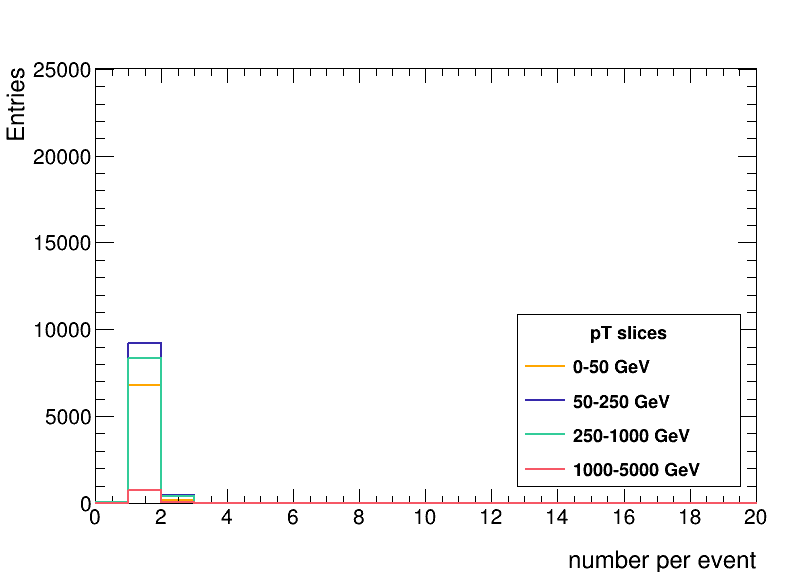 Entries
25000
20000
15000
10000
5000
0
0 2 4 6 8 10 12 14 16 18 20
number per event
pT slices
0-50 GeV
50-250 GeV
250-1000 GeV
1000-5000 GeV